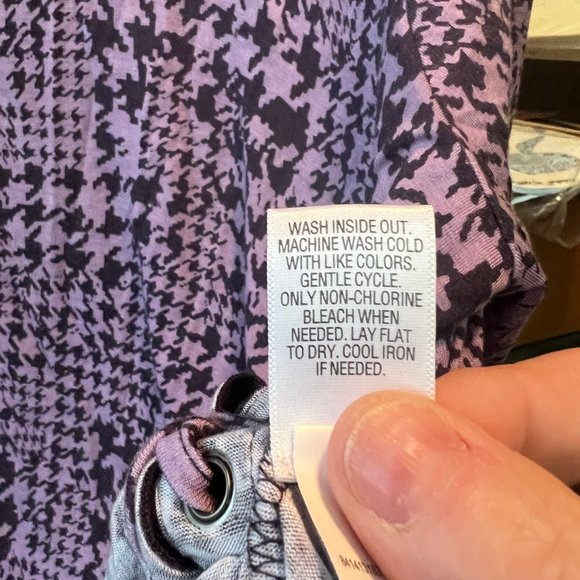 WASH INSIDE OUT.
MACHINE WASH COLD
WITH LIKE COLORS.
GENTLE CYCLE.
ONLY NON-CHLORINE
BLEACH WHEN
NEEDED. LAY FLAT
TO DRY. COOL IRON
IF NEEDED.